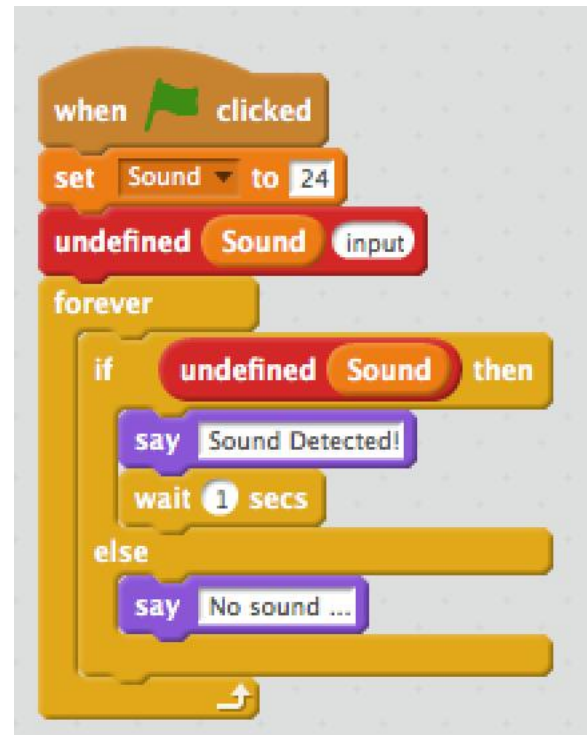 when clicked
set Sound to 24
undefined Sound input
forever
if undefined Sound then
say Sound Detected!
wait 1 secs
else
say No sound ...